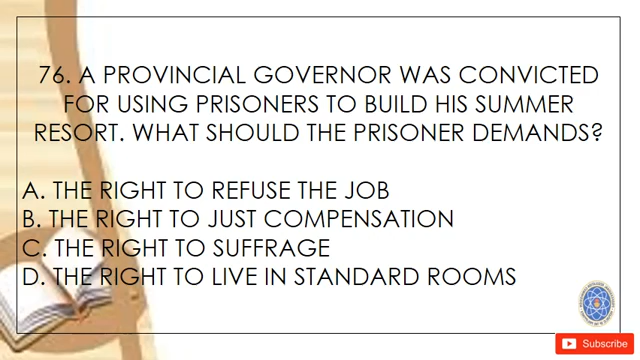 76. A PROVINCIAL GOVERNOR WAS CONVICTED
FOR USING PRISONERS TO BUILD HIS SUMMER
RESORT. WHAT SHOULD THE PRISONER DEMANDS?
A. THE RIGHT TO REFUSE THE JOB
B. THE RIGHT TO JUST COMPENSATION
C. THE RIGHT TO SUFFRAGE
D. THE RIGHT TO LIVE IN STANDARD ROOMS
Subscribe